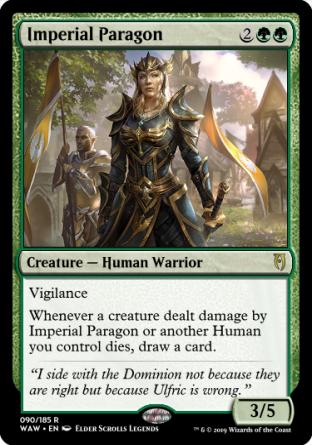 Imperial Paragon 2
Creature — Human Warrior
Vigilance
Whenever a creature dealt damage by
Imperial Paragon or another Human
you control dies, draw a card.
“I side with the Dominion not because they
are right but because Ulfric is wrong.”
3/5
090/185 R
WAW • EN ELDER SCROLLS LEGENDS
™ & © 2019 Wizards of the Coast